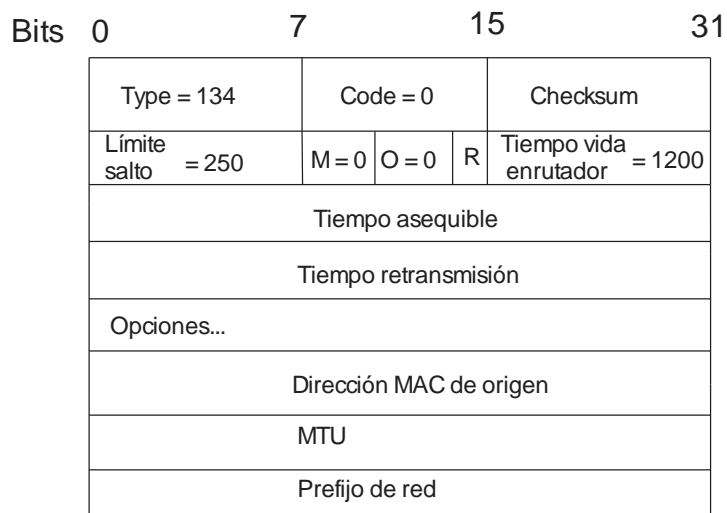 Bits 0 7 15 31
Type = 134 Code = 0 Checksum
Límite salto = 250 M = 0 O = 0 R Tiempo vida enrutador = 1200
Tiempo asequible
Tiempo retransmisión
Opciones...
Dirección MAC de origen
MTU
Prefijo de red